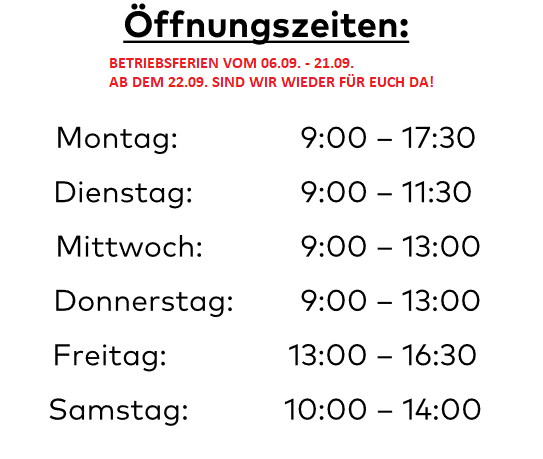 Öffnungszeiten:
BETRIEBSFERIEN VOM 06.09. - 21.09.
AB DEM 22.09. SIND WIR WIEDER FÜR EUCH DA!
Montag: 9:00 – 17:30
Dienstag: 9:00 – 11:30
Mittwoch: 9:00 – 13:00
Donnerstag: 9:00 – 13:00
Freitag: 13:00 – 16:30
Samstag: 10:00 – 14:00